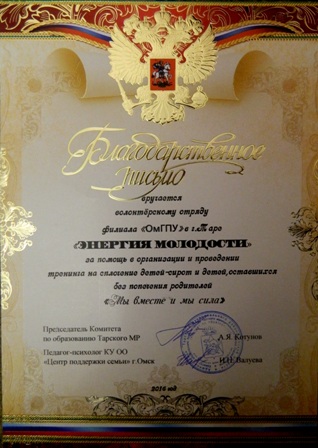 Благодарственное
письмо
вручается
волонтёрскому отряду
филиала «ОмГПУ» в г.Таре
«ЭНЕРГИЯ МОЛОДОСТИ»
за помощь в организации и проведении
тренинга на сплочение детей-сирот и детей, оставшихся
без попечения родителей
«Мы вместе и мы сила»
Председатель Комитета
по образованию Тарского МР
Педагог-психолог КУ ОО
«Центр поддержки семьи» г.Омск
2016 год